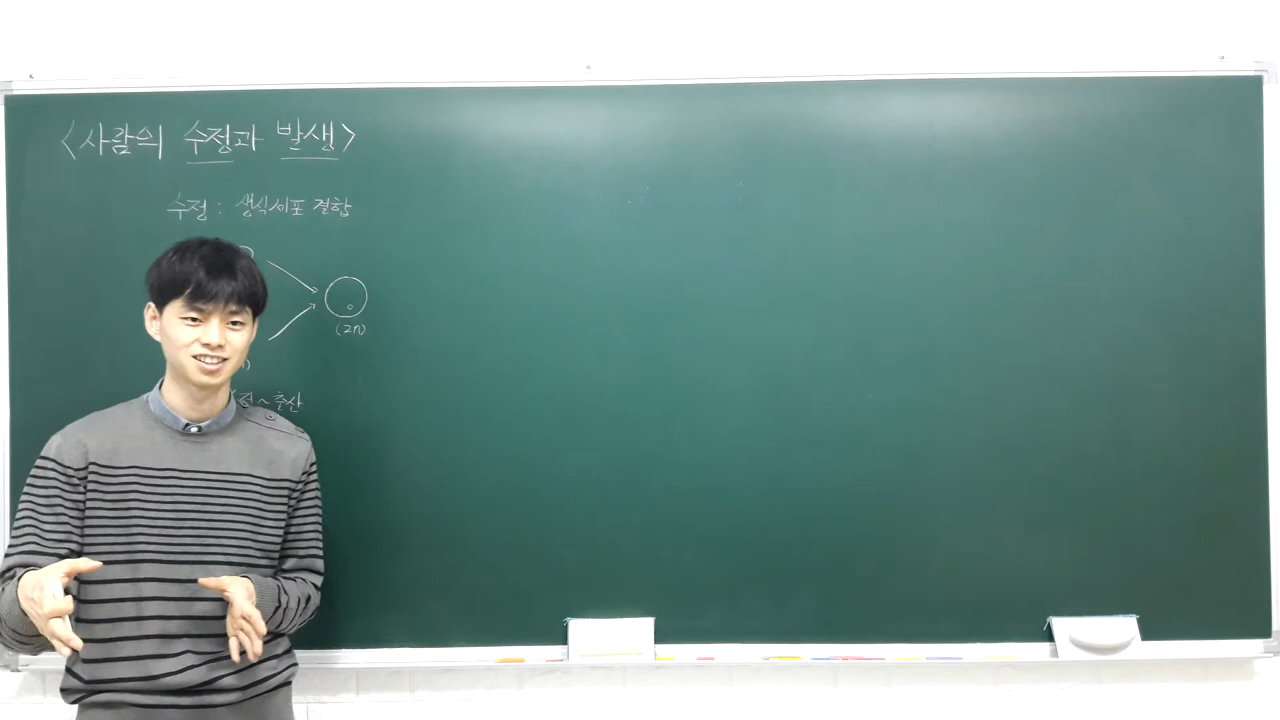 <사람의 수정과 발생>
수정 : 생식세포 결합
(2n)
~출산